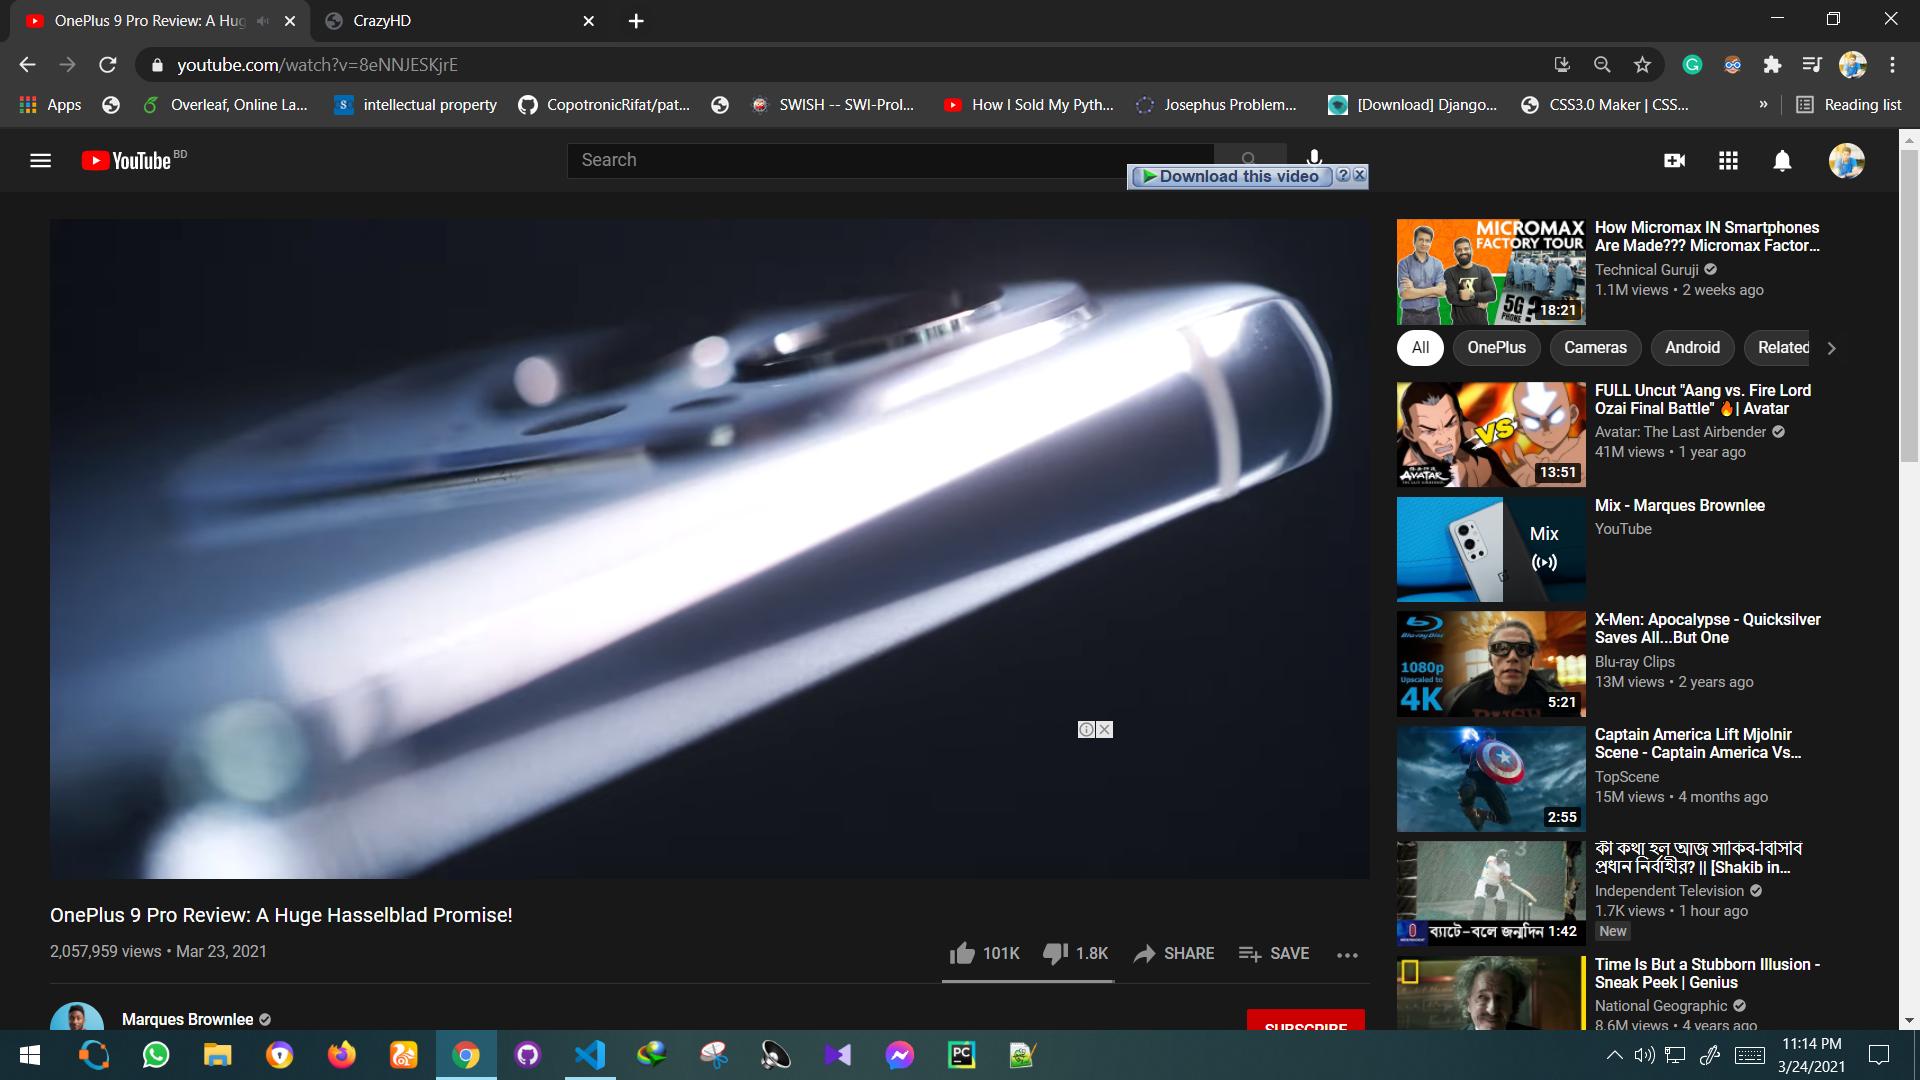 OnePlus 9 Pro Review: A Hug
CrazyHD
youtube.com/watch?v=8eNNJESKjrE
Apps
Overleaf, Online La...
intellectual property
CopotronicRifat/pat...
SWISH -- SWI-Prol...
How I Sold My Pyth...
Josephus Problem...
[Download] Django...
CSS3.0 Maker | CSS...
»
Reading list
YouTube BD
Search
Download this video
MICROMAX
FACTORY TOUR
5G ?
PHONE
18:21
How Micromax IN Smartphones
Are Made??? Micromax Factor...
Technical Guruji
1.1M views • 2 weeks ago
All
OnePlus
Cameras
Android
Related
VS
AVATAR
13:51
FULL Uncut "Aang vs. Fire Lord
Ozai Final Battle" 🔥| Avatar
Avatar: The Last Airbender
41M views • 1 year ago
Mix
Mix - Marques Brownlee
YouTube
Blu-ray Disc
1080p
Upscaled to
4K
5:21
X-Men: Apocalypse - Quicksilver
Saves All...But One
Blu-ray Clips
13M views • 2 years ago
2:55
Captain America Lift Mjolnir
Scene - Captain America Vs...
TopScene
15M views • 4 months ago
ব্যাটে-বলে জন্মদিন 1:42
কী কথা হল আজ সাকিব-বিসিবি
প্রধান নির্বাহীর? || [Shakib in...
Independent Television
1.7K views • 1 hour ago
New
Time Is But a Stubborn Illusion -
Sneak Peek | Genius
National Geographic
8.6M views • 4 years ago
OnePlus 9 Pro Review: A Huge Hasselblad Promise!
2,057,959 views • Mar 23, 2021
101K
1.8K
SHARE
SAVE
Marques Brownlee
SUBSCRIBE
11:14 PM
3/24/2021